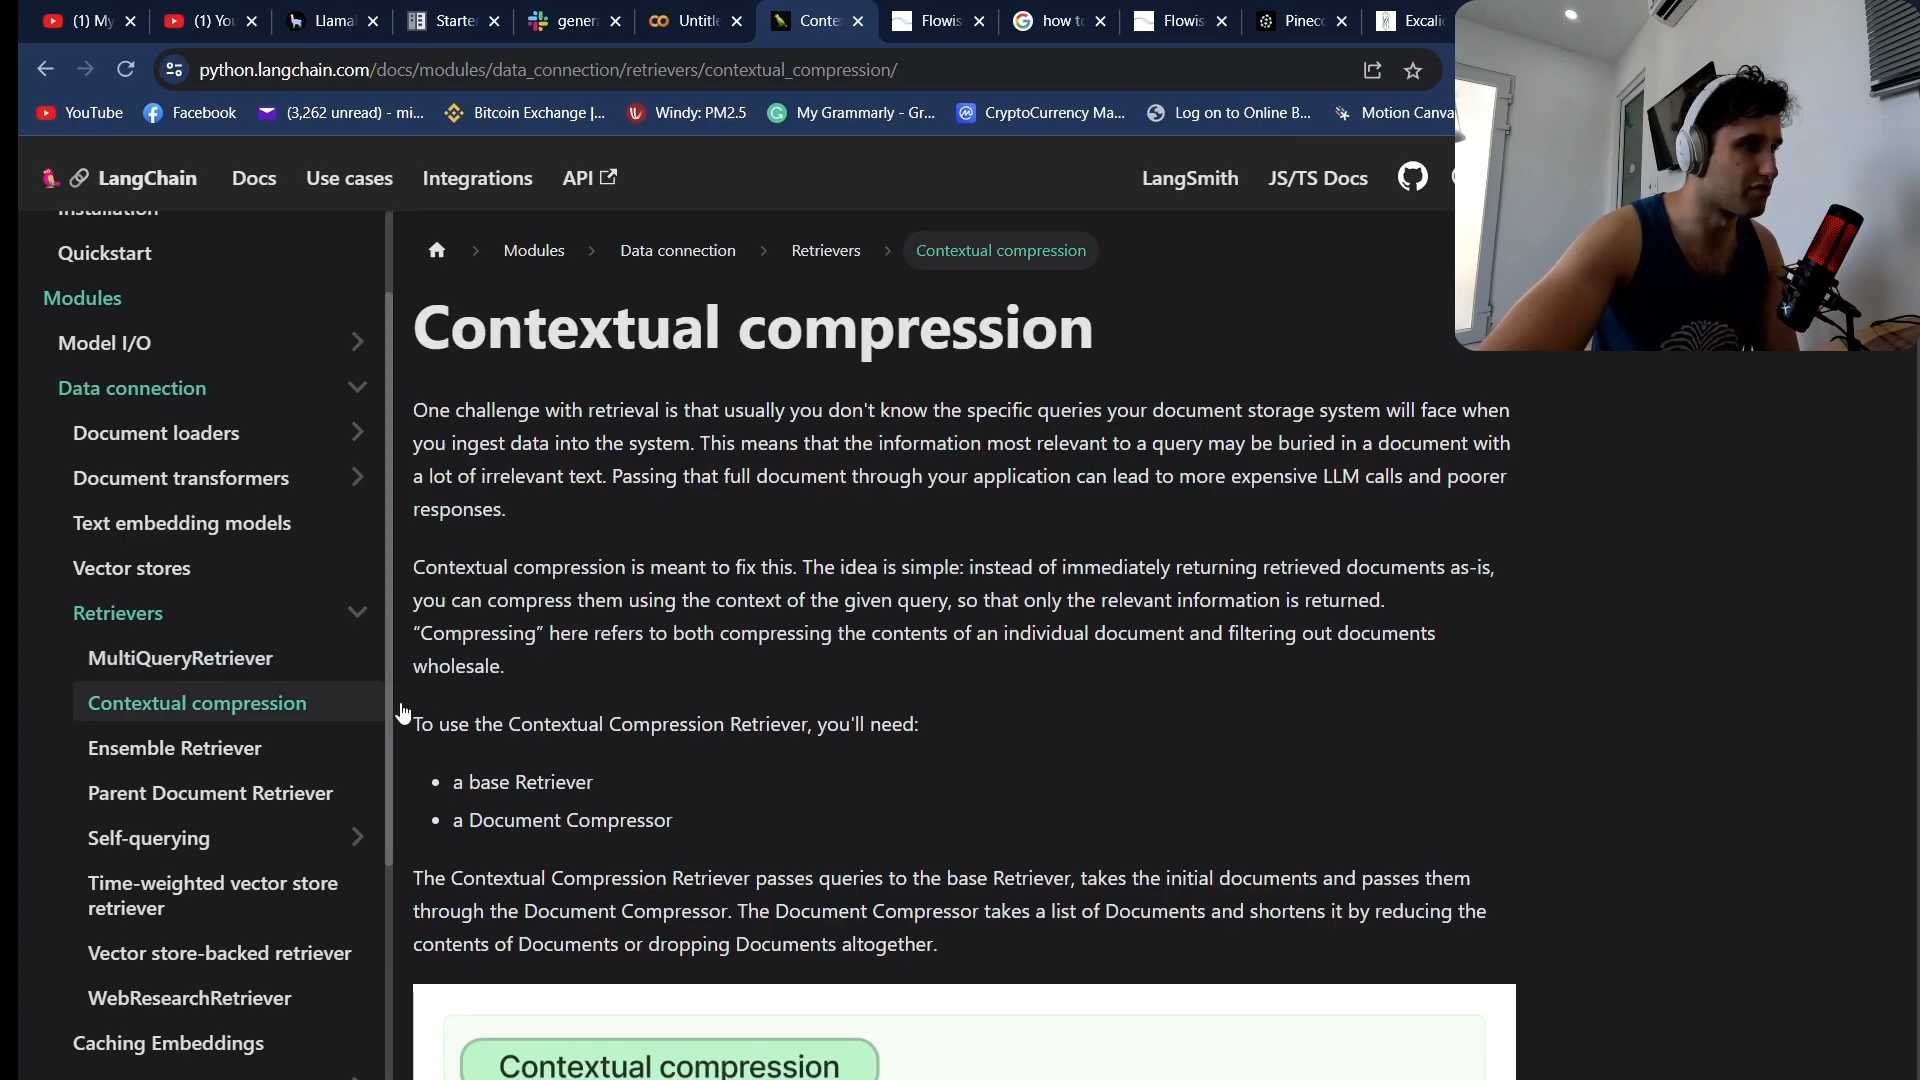 (1) My
(1) You
Llama
Starte
genera
Untitle
Conte
Flowis
how to
Flowis
Pinec
Excali
python.langchain.com/docs/modules/data_connection/retrievers/contextual_compression/
YouTube
Facebook
(3,262 unread) - mi...
Bitcoin Exchange |...
Windy: PM2.5
My Grammarly - Gr...
CryptoCurrency Ma...
Log on to Online B...
Motion Canva
LangChain
Docs
Use cases
Integrations
API
LangSmith
JS/TS Docs
Installation
Quickstart
Modules
Model I/O
Data connection
Document loaders
Document transformers
Text embedding models
Vector stores
Retrievers
MultiQueryRetriever
Contextual compression
Ensemble Retriever
Parent Document Retriever
Self-querying
Time-weighted vector store
retriever
Vector store-backed retriever
WebResearchRetriever
Caching Embeddings
Modules > Data connection > Retrievers > Contextual compression
Contextual compression
One challenge with retrieval is that usually you don't know the specific queries your document storage system will face when
you ingest data into the system. This means that the information most relevant to a query may be buried in a document with
a lot of irrelevant text. Passing that full document through your application can lead to more expensive LLM calls and poorer
responses.
Contextual compression is meant to fix this. The idea is simple: instead of immediately returning retrieved documents as-is,
you can compress them using the context of the given query, so that only the relevant information is returned.
“Compressing” here refers to both compressing the contents of an individual document and filtering out documents
wholesale.
To use the Contextual Compression Retriever, you'll need:
• a base Retriever
• a Document Compressor
The Contextual Compression Retriever passes queries to the base Retriever, takes the initial documents and passes them
through the Document Compressor. The Document Compressor takes a list of Documents and shortens it by reducing the
contents of Documents or dropping Documents altogether.
Contextual compression